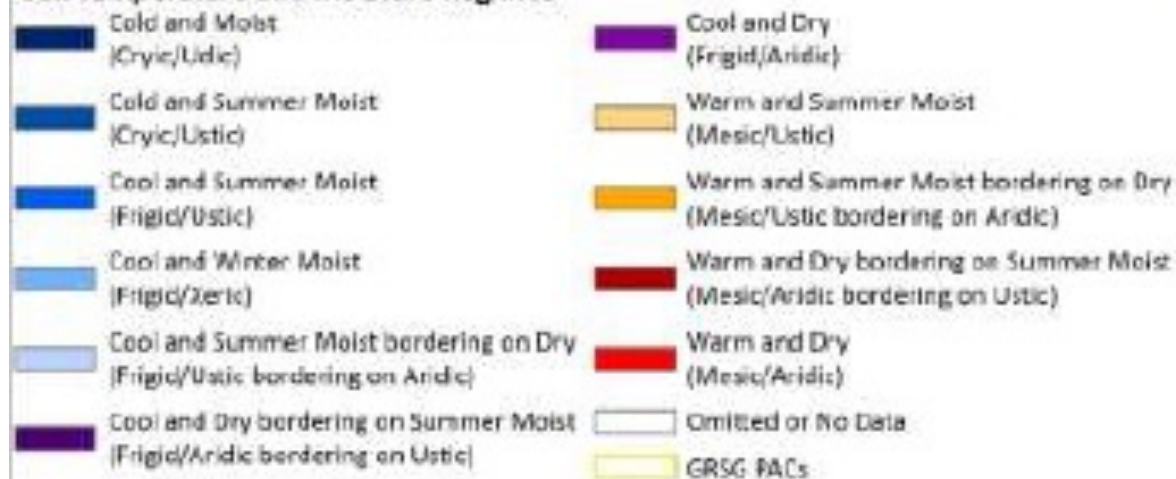 Cold and Moist
(Cryic/Udic)
Cold and Summer Moist
(Cryic/Ustic)
Cool and Summer Moist
(Frigid/Ustic)
Cool and Winter Moist
(Frigid/Xeric)
Cool and Summer Moist bordering on Dry
(Frigid/Ustic bordering on Aridic)
Cool and Dry bordering on Summer Moist
(Frigid/Aridic bordering on Ustic)
Cool and Dry
(Frigid/Aridic)
Warm and Summer Moist
(Mesic/Ustic)
Warm and Summer Moist bordering on Dry
(Mesic/Ustic bordering on Aridic)
Warm and Dry bordering on Summer Moist
(Mesic/Aridic bordering on Ustic)
Warm and Dry
(Mesic/Aridic)
Omitted or No Data
GRSG PACs